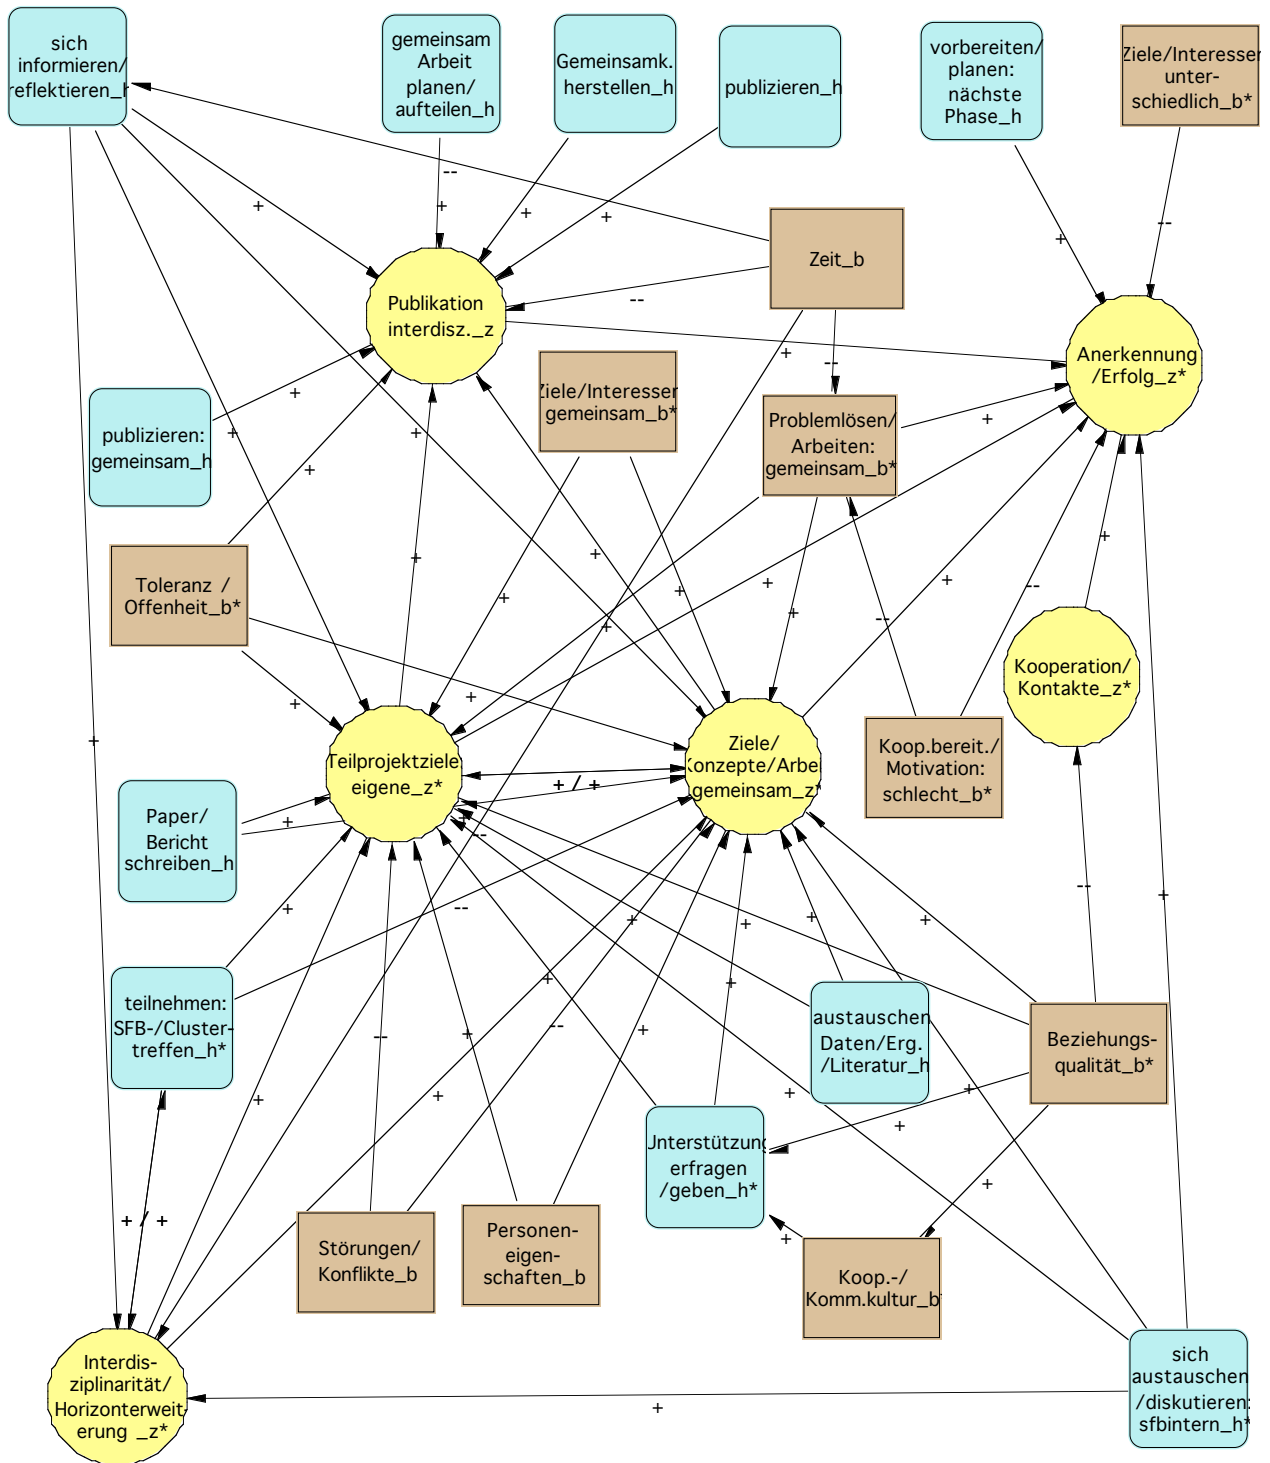 sich
informieren/
reflektieren_h
gemeinsam
Arbeit
planen/
aufteilen_h
Gemeinsamk.
herstellen_h
publizieren_h
vorbereiten/
planen:
nächste
Phase_h
Ziele/Interessen
unter-
schiedlich_b*
--
+
+
+
+
+
--
Zeit_b
Publikation
interdisz._z
--
+
--
Anerkennung
/Erfolg_z*
Ziele/Interessen
gemeinsam_b*
Problemlösen/
Arbeiten:
gemeinsam_b*
+
+
publizieren:
gemeinsam_h
+
+
+
Toleranz /
Offenheit_b*
+
+
+
+
+
+
+
--
--
+
+
Kooperation/
Kontakte_z*
+
+
+
Teilprojektziele
eigene_z*
Ziele/
Konzepte/Arbei
gemeinsam_z*
+ / +
Koop.bereit./
Motivation:
schlecht_b*
Paper/
Bericht
schreiben_h
+
+
--
+
--
+
+
+
+
--
+
teilnehmen:
SFB-/Cluster-
treffen_h*
+
+
austauschen
Daten/Erg.
/Literatur_h
Beziehungs-
qualität_b*
--
+
--
+
+
+
+
+
+
Unterstützung
erfragen
/geben_h*
+ / +
+
+
Störungen/
Konflikte_b
Personen-
eigen-
schaften_b
Koop.-/
Komm.kultur_b*
Interdis-
ziplinarität/
Horizonterweit-
erung _z*
+
sich
austauschen
/diskutieren:
sfbintern_h*